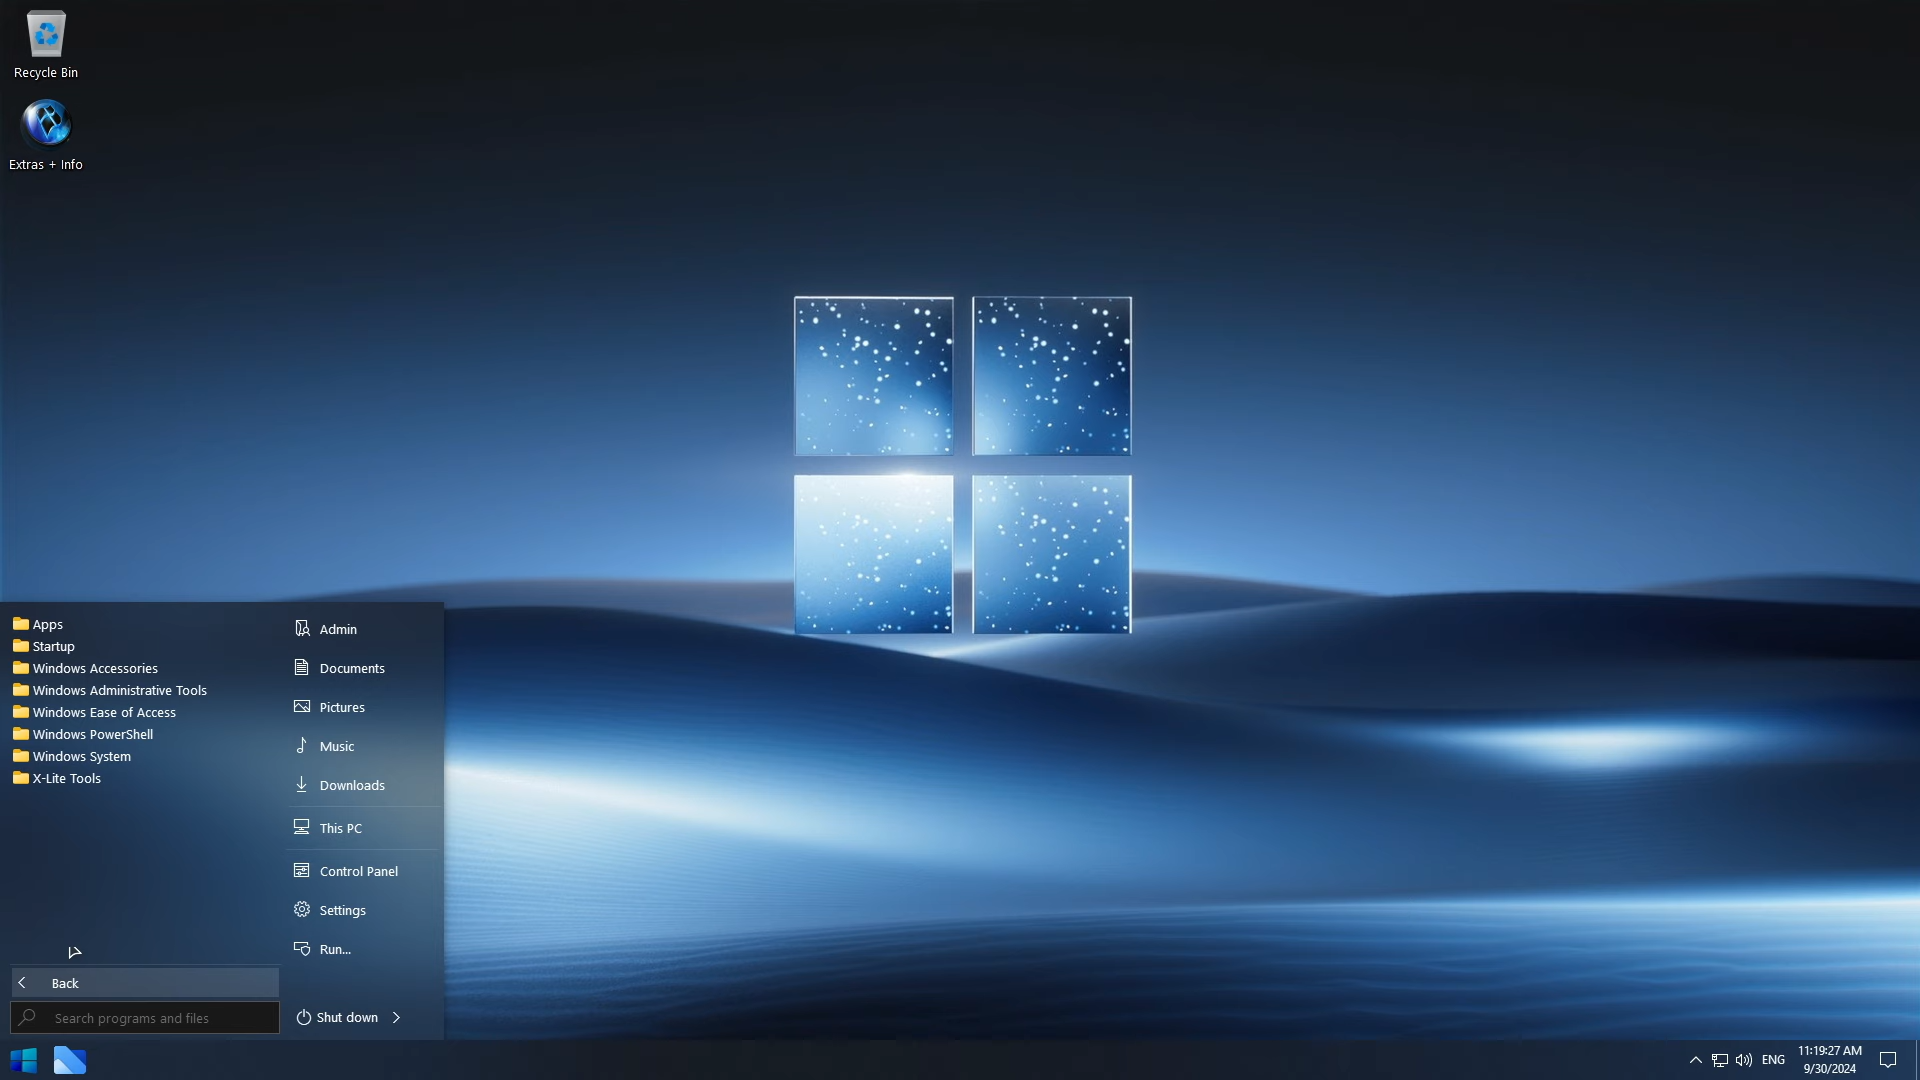 Recycle Bin
Extras + Info
Apps
Startup
Windows Accessories
Windows Administrative Tools
Windows Ease of Access
Windows PowerShell
Windows System
X-Lite Tools
Back
Search programs and files
Admin
Documents
Pictures
Music
Downloads
This PC
Control Panel
Settings
Run...
Shut down
ENG
11:19:27 AM
9/30/2024